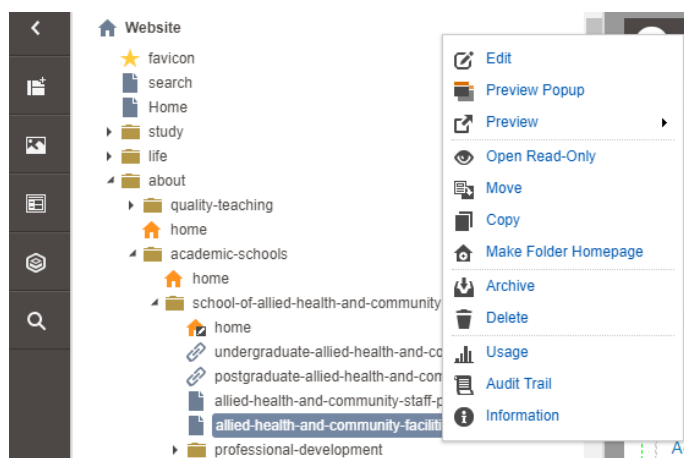 Website
favicon
search
Home
study
life
about
quality-teaching
home
academic-schools
home
school-of-allied-health-and-community
home
undergraduate-allied-health-and-co
postgraduate-allied-health-and-com
allied-health-and-community-staff-p
allied-health-and-community-faciliti
professional-development
Edit
Preview Popup
Preview
Open Read-Only
Move
Copy
Make Folder Homepage
Archive
Delete
Usage
Audit Trail
Information
A